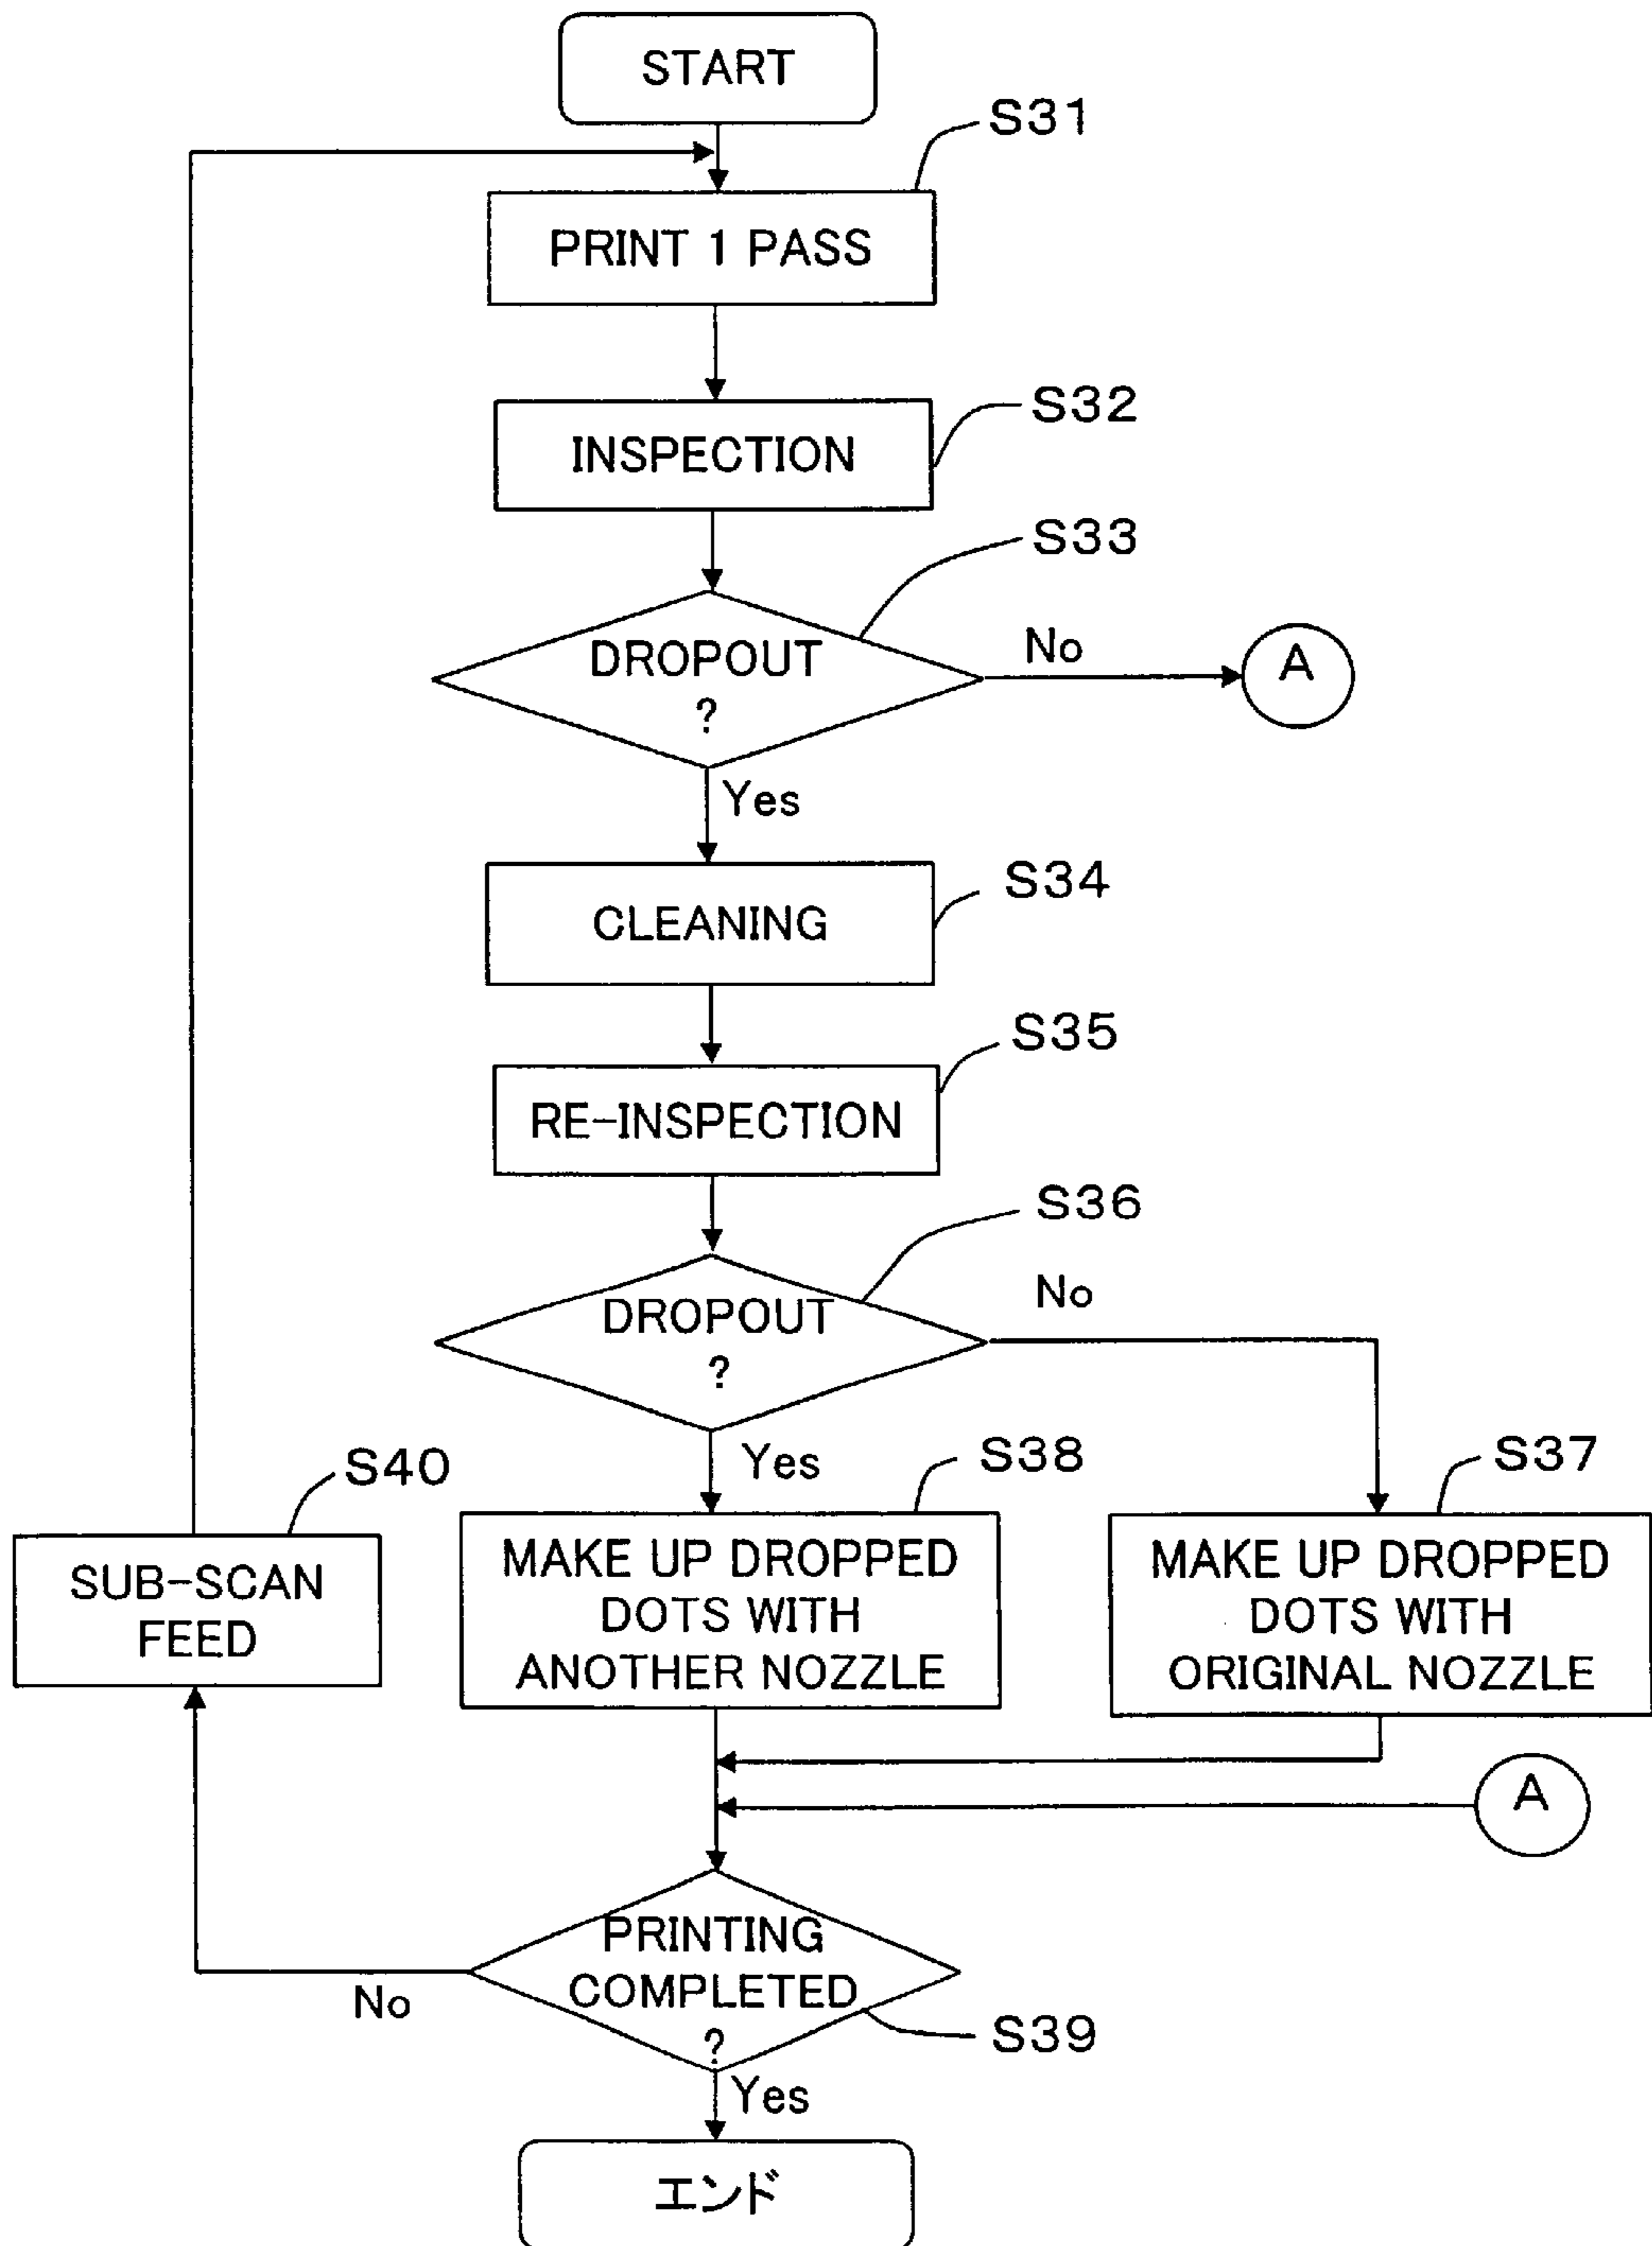 START
S31
PRINT 1 PASS
S32
INSPECTION
S33
DROPOUT
?
No
A
Yes
S34
CLEANING
S35
RE-INSPECTION
S36
DROPOUT
?
No
Yes
S40
SUB-SCAN
FEED
S38
MAKE UP DROPPED
DOTS WITH
ANOTHER NOZZLE
S37
MAKE UP DROPPED
DOTS WITH
ORIGINAL NOZZLE
A
PRINTING
COMPLETED
?
No
S39
Yes
エンド